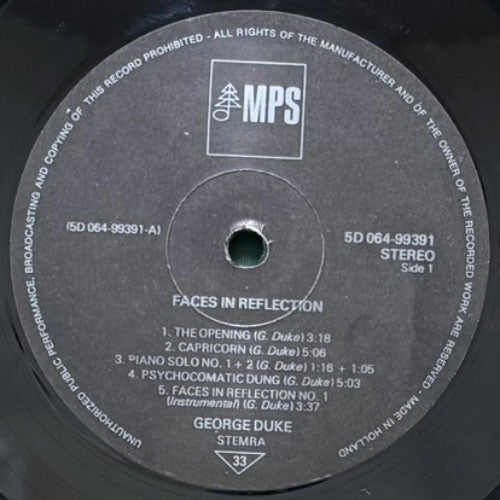 UNAUTHORIZED PUBLIC PERFORMANCE, BROADCASTING AND COPYING OF THIS RECORD PROHIBITED - ALL RIGHTS OF THE MANUFACTURER AND OF THE OWNER OF THE RECORDED WORK ARE RESERVED - MADE IN HOLLAND
MPS
(5D 064-99391-A)
5D 064-99391
STEREO
Side 1
FACES IN REFLECTION
1. THE OPENING (G. Duke) 3:18
2. CAPRICORN (G. Duke) 5:06
3. PIANO SOLO NO. 1 + 2 (G. Duke) 1:16 + 1:05
4. PSYCHOCOMATIC DUNG (G. Duke) 5:03
5. FACES IN REFLECTION NO. 1
(Instrumental) (G. Duke) 3:37
GEORGE DUKE
STEMRA
33